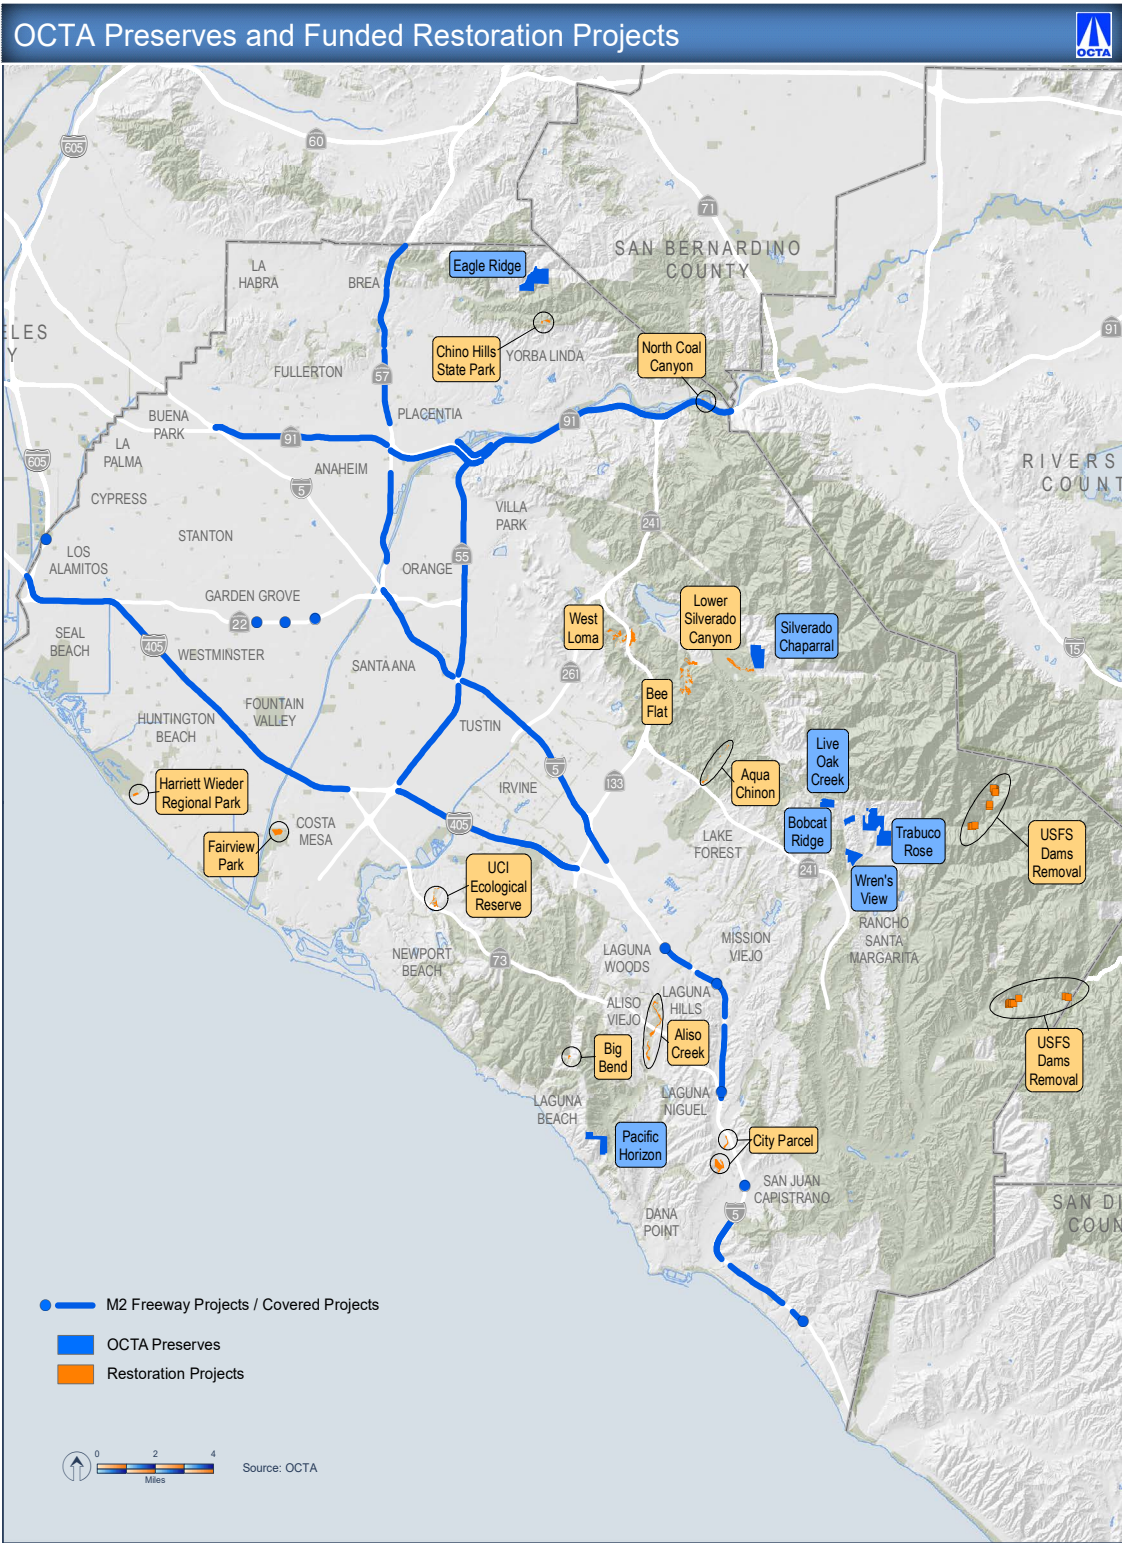 OCTA Preserves and Funded Restoration Projects
OCTA
605
60
71
SAN BERNARDINO
COUNTY
LA
HABRA
BREA
Eagle Ridge
ELES
Y
91
Chino Hills
State Park
YORBA LINDA
North Coal
Canyon
FULLERTON
57
BUENA
PARK
PLACENTIA
91
91
LA
PALMA
605
ANAHEIM
5
RIVERS
COUNT
CYPRESS
VILLA
PARK
241
STANTON
LOS
ALAMITOS
ORANGE
55
GARDEN GROVE
22
SEAL
BEACH
405
WESTMINSTER
SANTA ANA
West
Loma
Lower
Silverado
Canyon
Silverado
Chaparral
15
261
Bee
Flat
FOUNTAIN
VALLEY
HUNTINGTON
BEACH
TUSTIN
Live
Oak
Creek
5
133
Aqua
Chinon
IRVINE
Harriett Wieder
Regional Park
COSTA
MESA
Fairview
Park
405
LAKE
FOREST
Bobcat
Ridge
Trabuco
Rose
USFS
Dams
Removal
241
UCI
Ecological
Reserve
Wren's
View
RANCHO
SANTA
MARGARITA
NEWPORT
BEACH
73
LAGUNA
WOODS
MISSION
VIEJO
ALISO
VIEJO
LAGUNA
HILLS
Big
Bend
Aliso
Creek
USFS
Dams
Removal
LAGUNA
BEACH
LAGUNA
NIGUEL
Pacific
Horizon
City Parcel
SAN JUAN
CAPISTRANO
5
DANA
POINT
SAN DI
COUN
M2 Freeway Projects / Covered Projects
OCTA Preserves
Restoration Projects
0 2 4
Miles
Source: OCTA